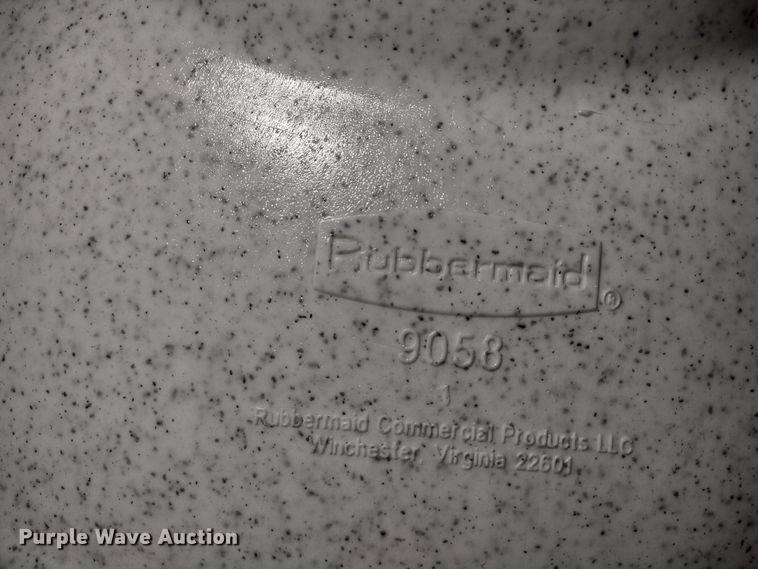 Rubbermaid®
9058
1
Rubbermaid Commercial Products LLC
Winchester, Virginia 22601
Purple Wave Auction